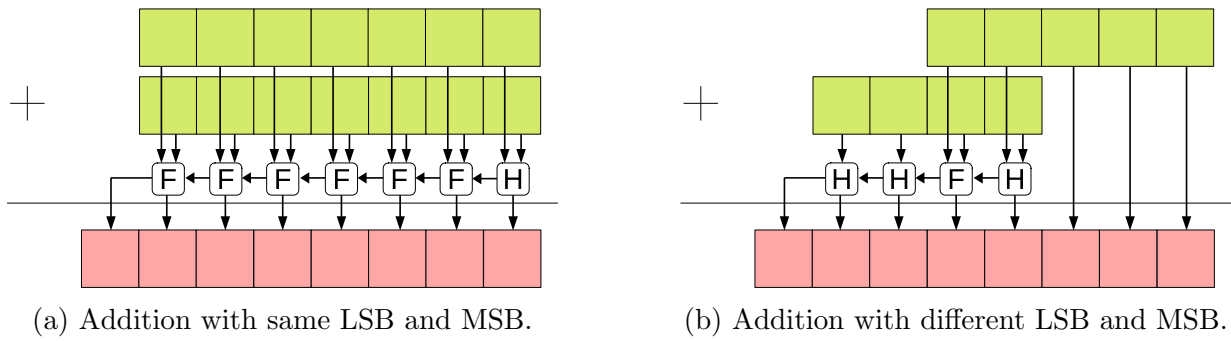 +
F F F F F F H
(a) Addition with same LSB and MSB.
+
H H F H
(b) Addition with different LSB and MSB.